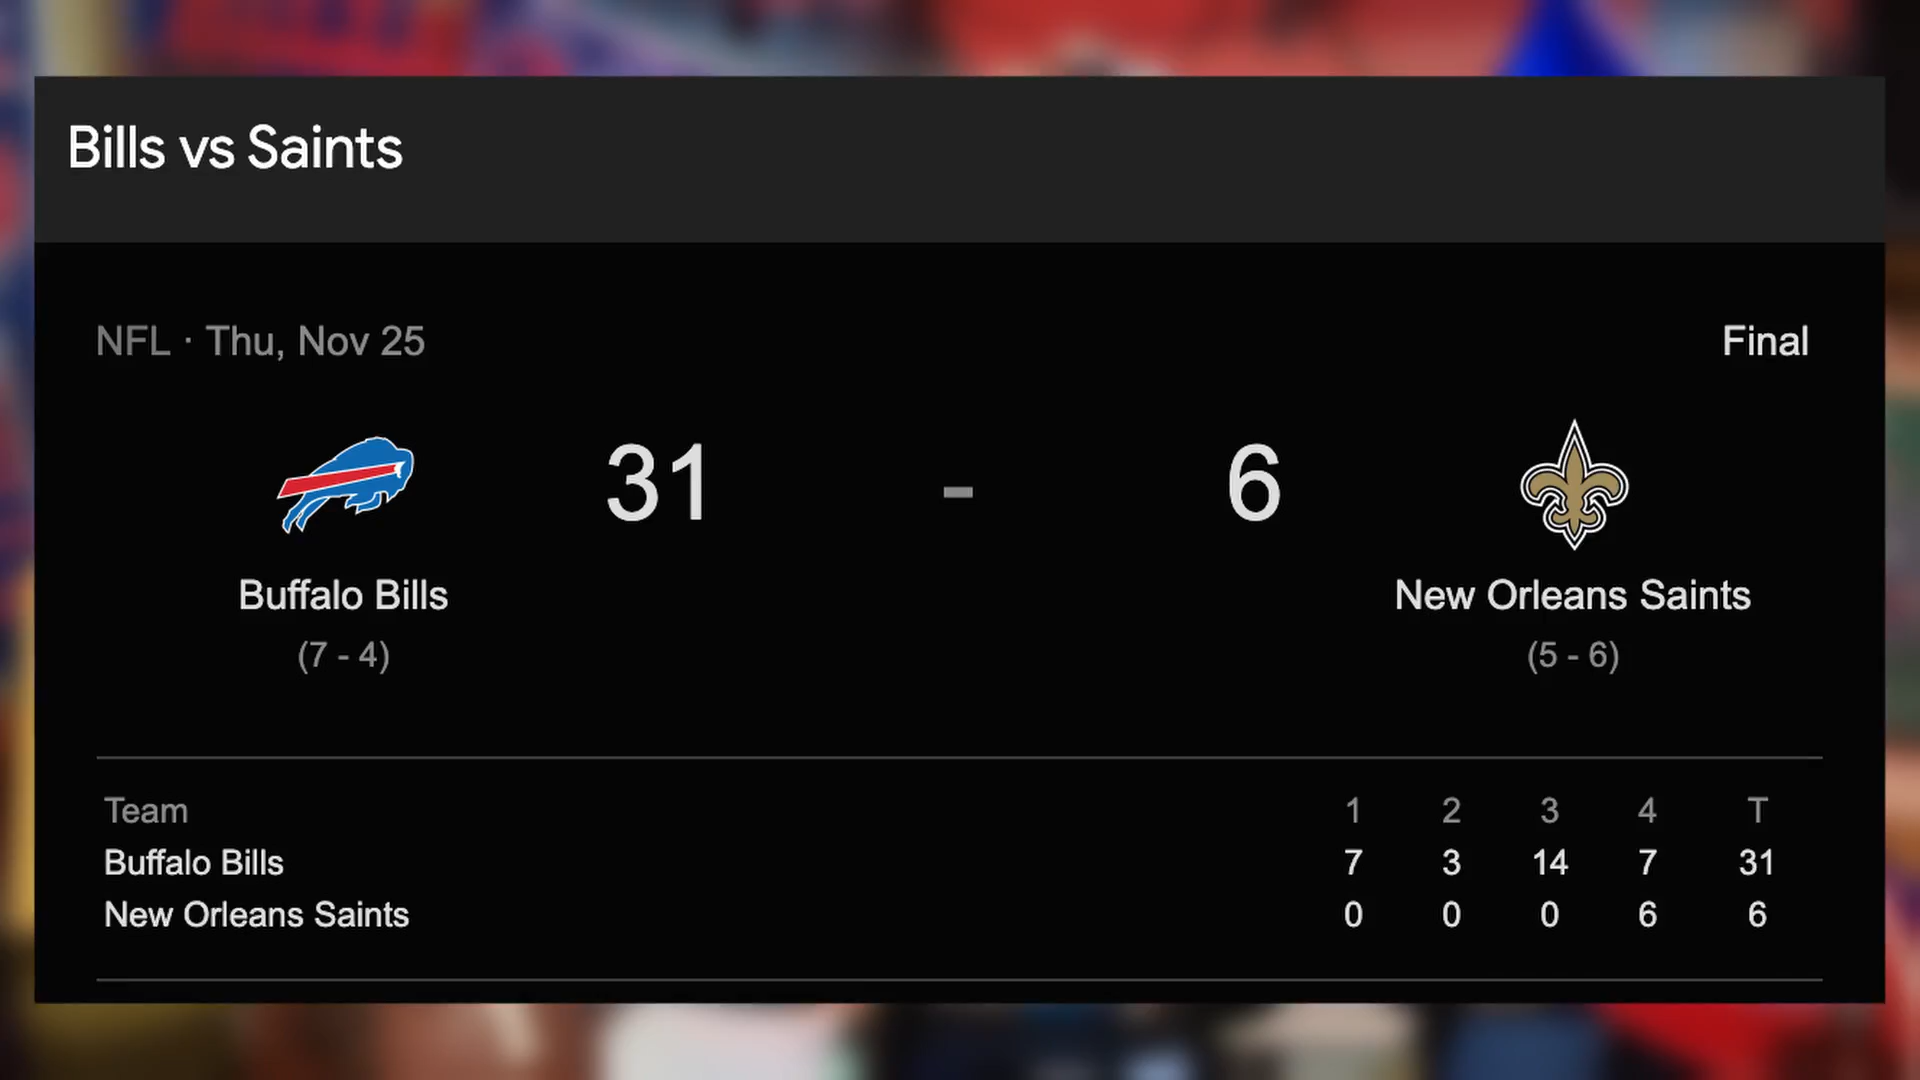 Bills vs Saints
NFL · Thu, Nov 25 Final
31 - 6
Buffalo Bills New Orleans Saints
(7 - 4) (5 - 6)
Team 1 2 3 4 T
Buffalo Bills 7 3 14 7 31
New Orleans Saints 0 0 0 6 6